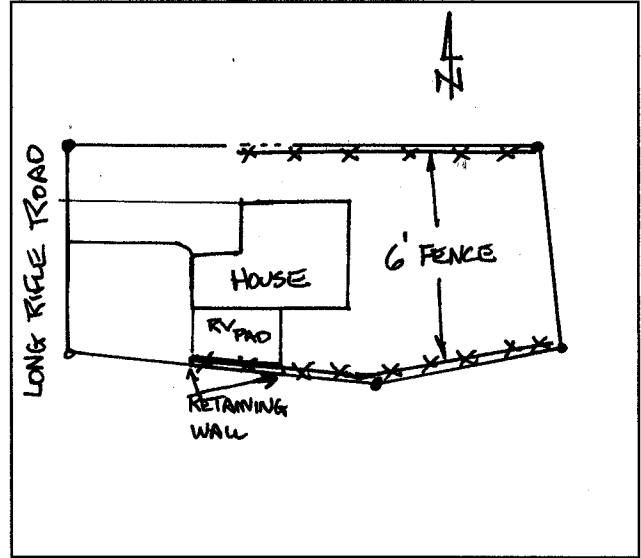 N
LONG RIFLE ROAD
6' FENCE
HOUSE
RV PAD
RETAINING
WALL